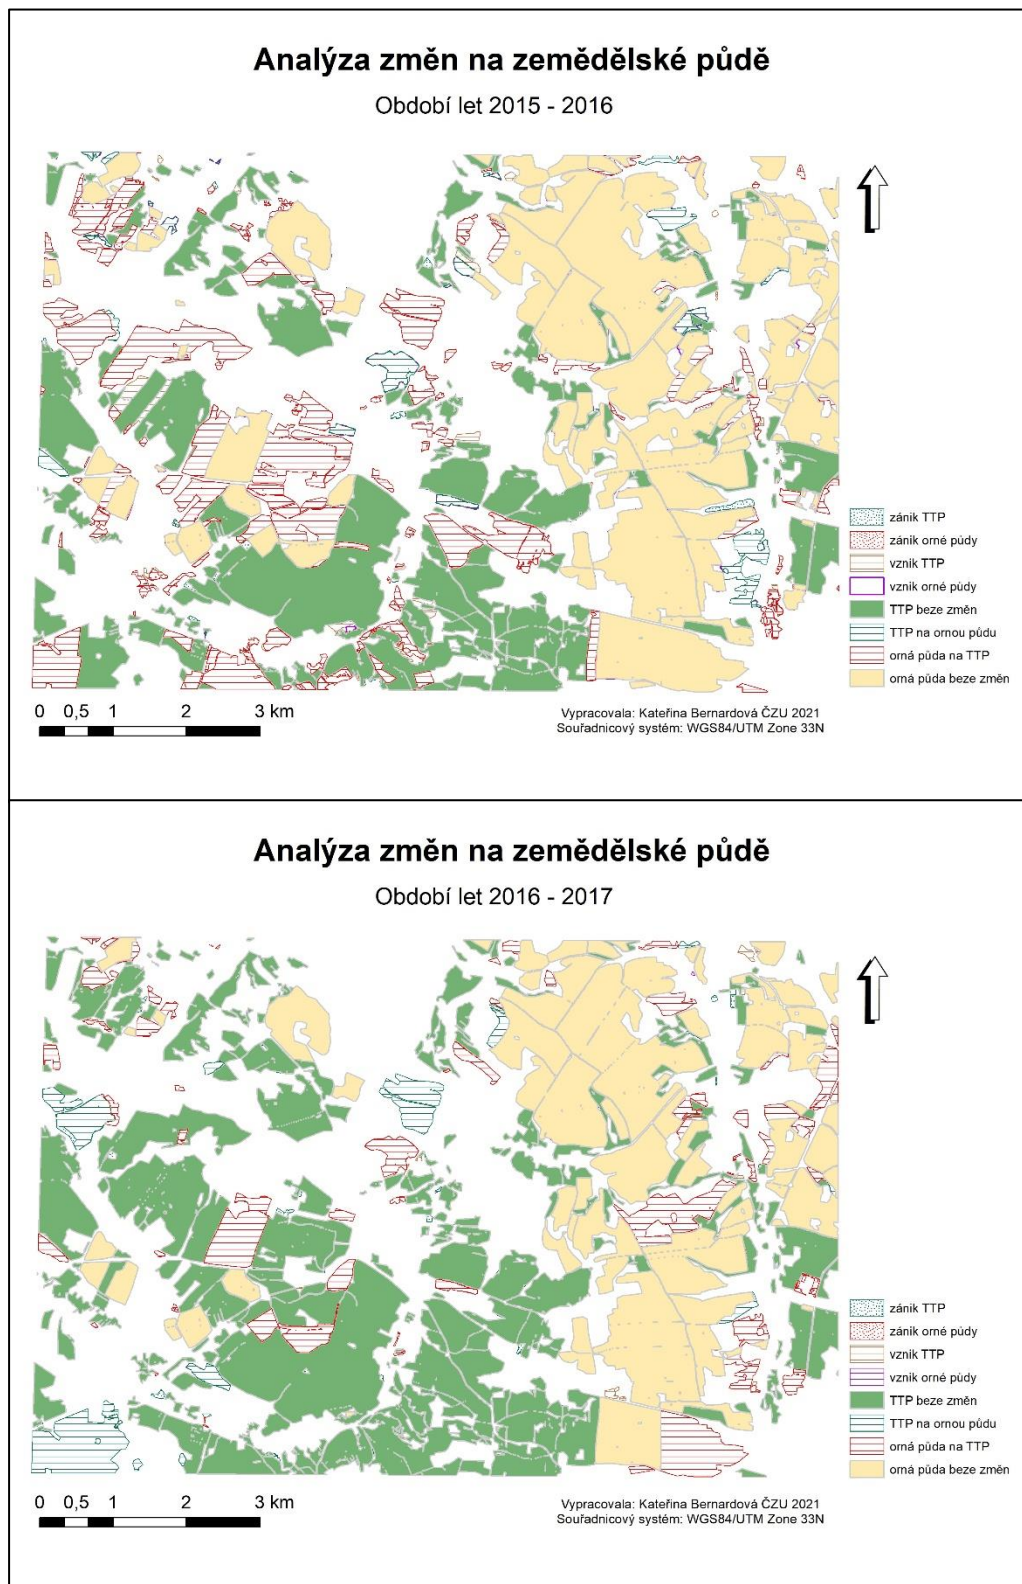 Analýza změn na zemědělské půdě
Období let 2015 - 2016
zánik TTP
zánik orné půdy
vznik TTP
vznik orné půdy
TTP beze změn
TTP na ornou půdu
orná půda na TTP
orná půda beze změn
0 0,5 1 2 3 km
Vypracovala: Kateřina Bernardová ČZU 2021
Souřadnicový systém: WGS84/UTM Zone 33N
Analýza změn na zemědělské půdě
Období let 2016 - 2017
zánik TTP
zánik orné půdy
vznik TTP
vznik orné půdy
TTP beze změn
TTP na ornou půdu
orná půda na TTP
orná půda beze změn
0 0,5 1 2 3 km
Vypracovala: Kateřina Bernardová ČZU 2021
Souřadnicový systém: WGS84/UTM Zone 33N